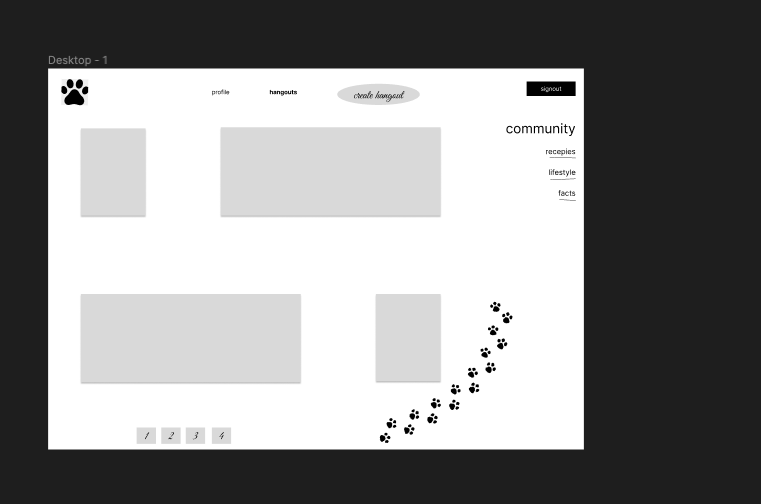 Desktop - 1
profile
hangouts
create hangout
signout
community
recepies
lifestyle
facts
1 2 3 4